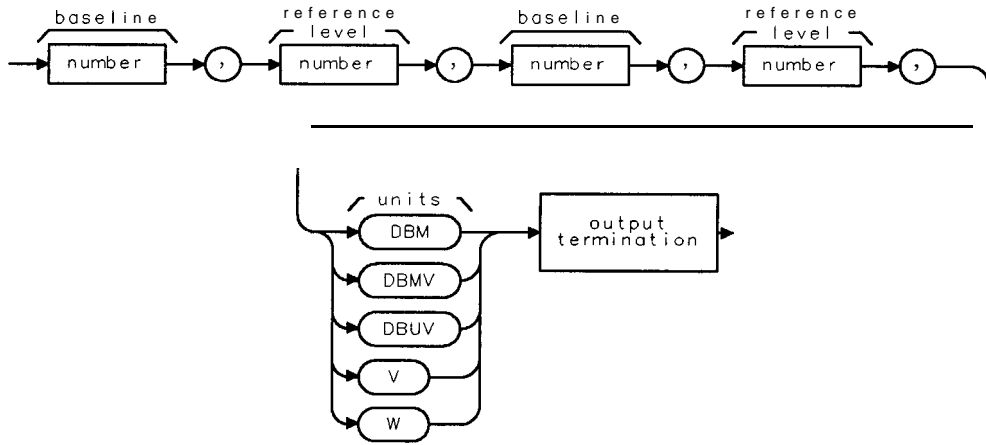 baseline
reference
level
baseline
reference
level
number , number , number , number ,
units
DBM
DBMV
DBUV
V
W
output
termination